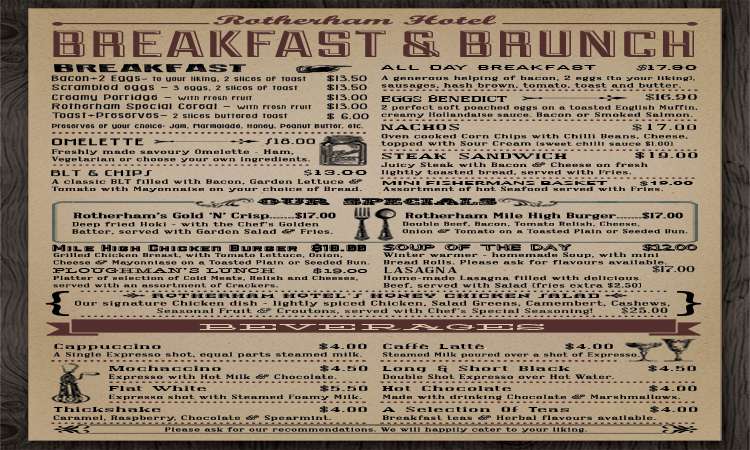 Rotherham Hotel
BREAKFAST & BRUNCH
BREAKFAST
Bacon+2 Eggs- to your liking, 2 slices of toast $13.50
Scrambled eggs - 3 eggs, 2 slices of toast $13.50
Creamy Porridge - with fresh fruit $13.00
Rotherham Special Cereal - with fresh fruit $13.00
Toast+Preserves- 2 slices buttered toast $ 6.00
Preserves of your choice- Jam, Marmalade, Honey, Peanut Butter, etc.
OMELETTE $18.00
Freshly made savoury Omelette - Ham,
Vegetarian or choose your own ingredients.
BLT & CHIPS $13.00
A classic BLT filled with Bacon, Garden Lettuce &
Tomato with Mayonnaise on your choice of Bread.
ALL DAY BREAKFAST $17.90
A generous helping of bacon, 2 eggs (to your liking),
sausages, hash brown, tomato, toast and butter.
EGGS BENEDICT $16.90
2 perfect soft poached eggs on a toasted English Muffin,
creamy Hollandaise sauce. Bacon or Smoked Salmon.
NACHOS $17.00
Oven cooked Corn Chips with Chilli Beans, Cheese,
topped with Sour Cream (sweet chilli sauce $1.00)
STEAK SANDWICH $19.00
Juicy Steak with Bacon & Cheese on fresh
lightly toasted bread, served with Fries.
MINI FISHERMANS BASKET $19.00
Assortment of hot Seafood served with Fries.
OUR SPECIALS
Rotherham's Gold 'N' Crisp......$17.00
Deep fried Hoki - with the Chef's Golden
Batter, served with Garden Salad & Fries.
Rotherham Mile High Burger.......$17.00
Double Beef, Bacon, Tomato Relish, Cheese,
Onion & Tomato on a Toasted Plain or Seeded Bun.
Mile High Chicken Burger $18.00
Grilled Chicken Breast, with Tomato Lettuce, Onion,
Cheese & Mayonnaise on a Toasted Plain or Seeded Bun.
PLOUGHMAN'S LUNCH $19.00
Platter of selection of Cold Meats, Relish and Cheeses,
served with an assortment of Crackers.
SOUP OF THE DAY $12.00
Winter warmer - homemade Soup, with mini
Bread Rolls. Please ask for flavours available.
LASAGNA $17.00
Home-made Lasagna filled with delicious
Beef, served with Salad (fries extra $2.50)
ROTHERHAM HOTEL'S HONEY CHICKEN SALAD
Our signature Chicken dish - lightly spiced Chicken, Salad Greens, Camembert, Cashews,
Seasonal Fruit & Croutons, served with Chef's Special Seasoning! $25.00
BEVERAGES
Cappuccino $4.00
A Single Expresso shot, equal parts steamed milk.
Mochaccino $4.50
Expresso with Hot Milk & Chocolate.
Flat White $5.50
Expresso shot with Steamed Foamy Milk.
Thickshake $4.00
Caramel, Raspberry, Chocolate & Spearmint.
Caffe Latte $4.00
Steamed Milk poured over a shot of Expresso
Long & Short Black $4.50
Double Shot Expresso over Hot Water.
Hot Chocolate $4.00
Made with drinking Chocolate & Marshmallows.
A Selection Of Teas $4.00
Breakfast teas & Herbal flavours available.
Please ask for our recommendations. We will happily cater to your liking.